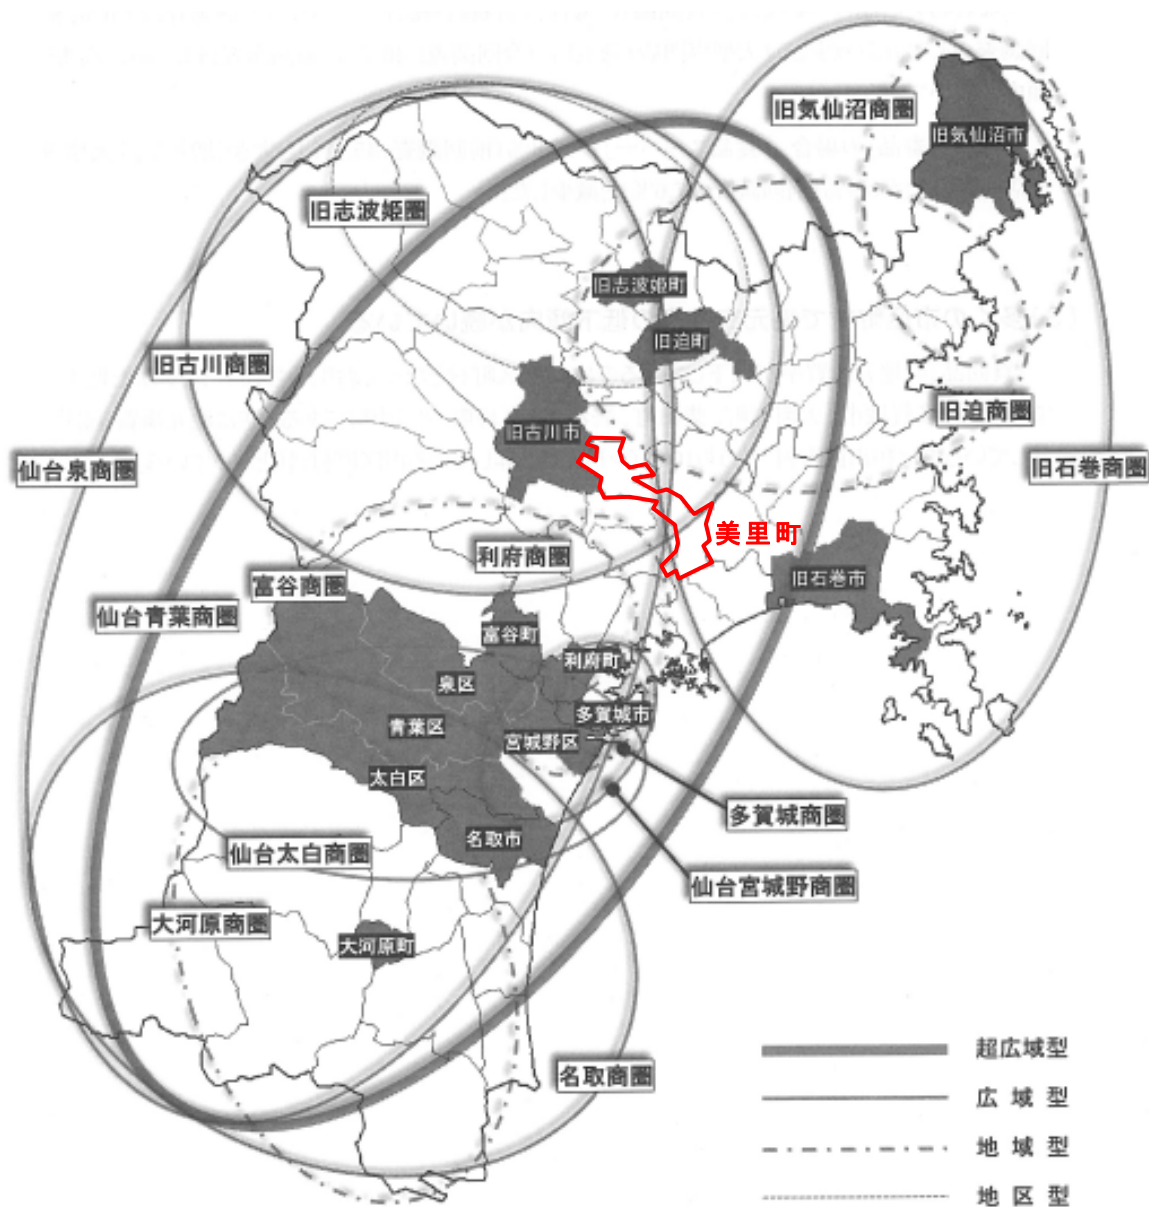 旧気仙沼商圏
旧気仙沼市
旧志波姫圏
旧志波姫町
旧迫町
旧古川商圏
旧迫商圏
旧古川市
仙台泉商圏
旧石巻商圏
美里町
利府商圏
富谷商圏
旧石巻市
仙台青葉商圏
富谷町
利府町
泉区
多賀城市
青葉区
宮城野区
太白区
多賀城商圏
名取市
仙台太白商圏
仙台宮城野商圏
大河原商圏
大河原町
名取商圏
超広域型
広域型
地域型
地区型